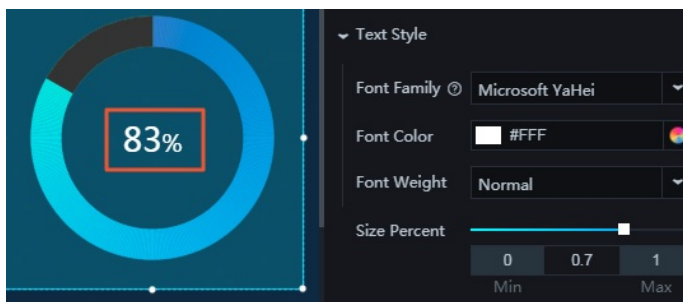 83%
Text Style
Font Family ?
Microsoft YaHei
Font Color
#FFF
Font Weight
Normal
Size Percent
0 0.7 1
Min Max